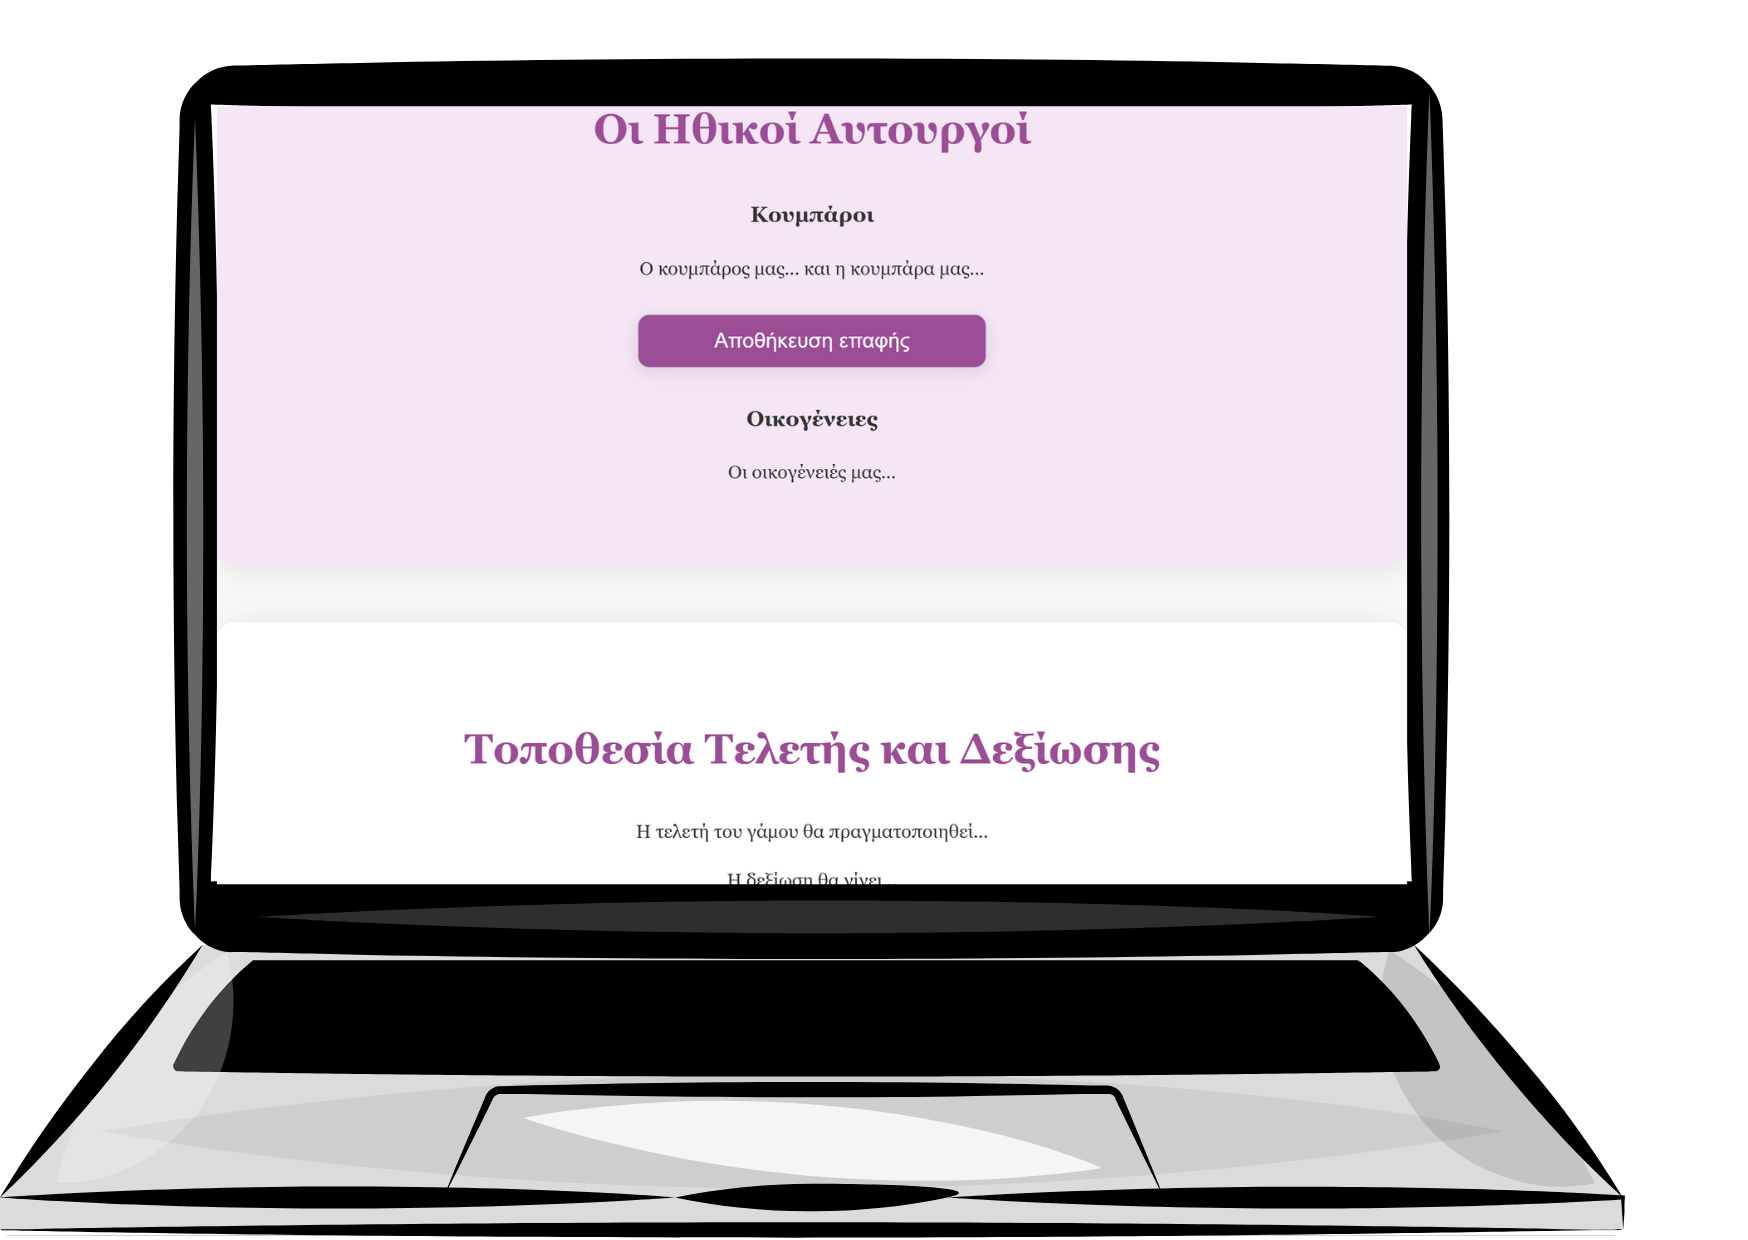 Οι Ηθικοί Αυτουργοί
Κουμπάροι
Ο κουμπάρος μας... και η κουμπάρα μας...
Αποθήκευση επαφής
Οικογένειες
Οι οικογένειές μας...
Τοποθεσία Τελετής και Δεξίωσης
Η τελετή του γάμου θα πραγματοποιηθεί...
Η δεξίωση θα γίνει...